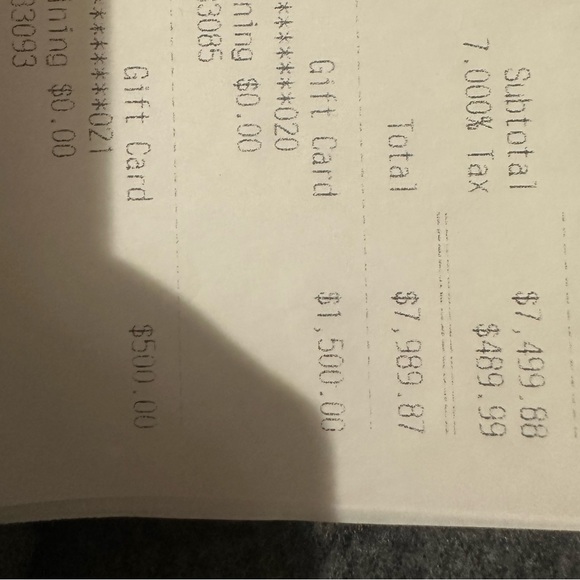 Subtotal $7,499.88
7.000% Tax $489.99
Total $7,989.87
Gift Card $1,500.00
********020
ning $0.00
3085
Gift Card $500.00
********021
ining $0.00
33093